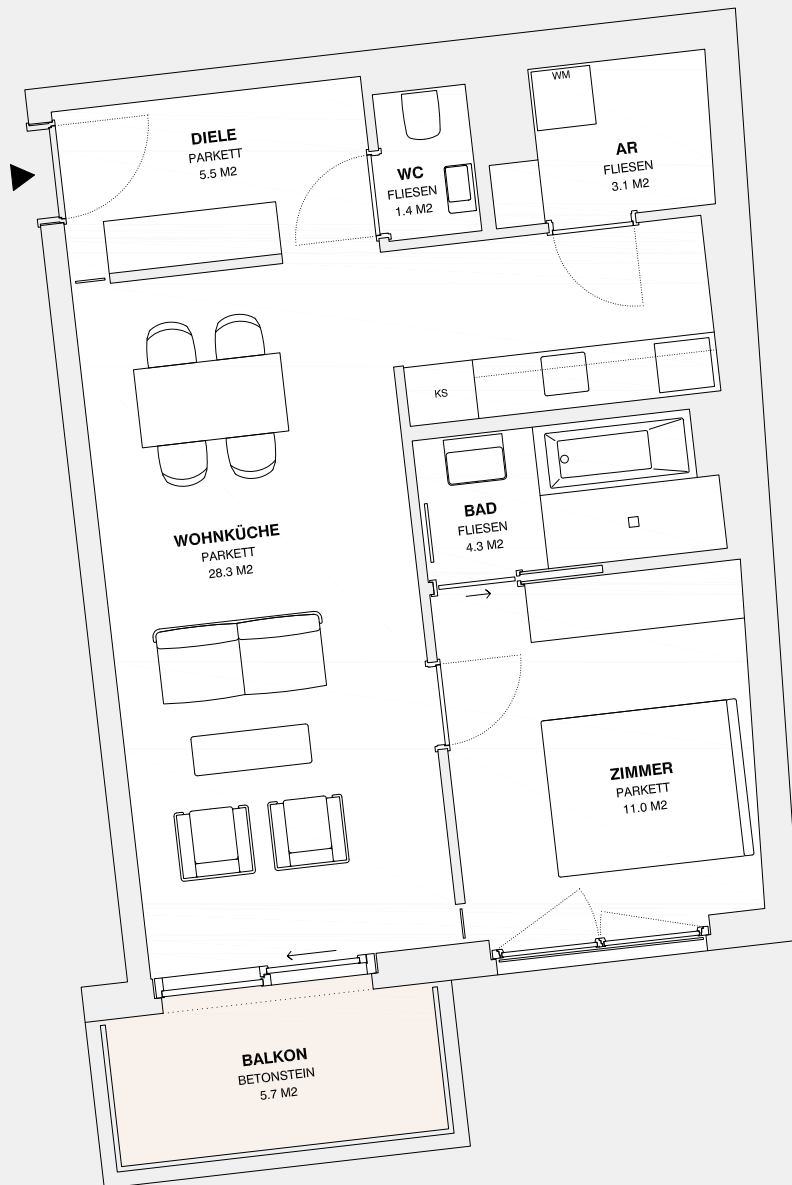 WM
DIELE
PARKETT
5.5 M2
WC
FLIESEN
1.4 M2
AR
FLIESEN
3.1 M2
KS
WOHNKÜCHE
PARKETT
28.3 M2
BAD
FLIESEN
4.3 M2
ZIMMER
PARKETT
11.0 M2
BALKON
BETONSTEIN
5.7 M2